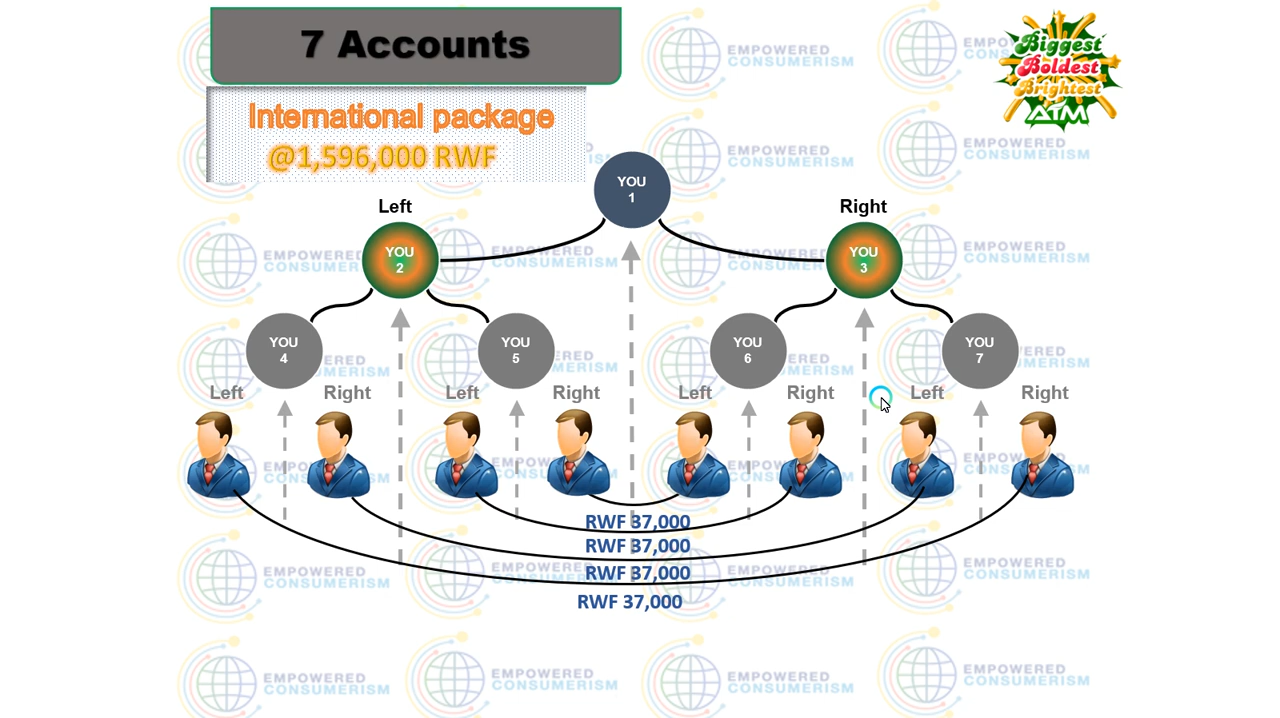 7 Accounts
International package
@1,596,000 RWF
Biggest
Boldest
Brightest
ATM
YOU
1
Left
Right
YOU
2
YOU
3
YOU
4
YOU
5
YOU
6
YOU
7
Left
Right
Left
Right
Left
Right
Left
Right
RWF 37,000
RWF 37,000
RWF 37,000
RWF 37,000
EMPOWERED
CONSUMERISM